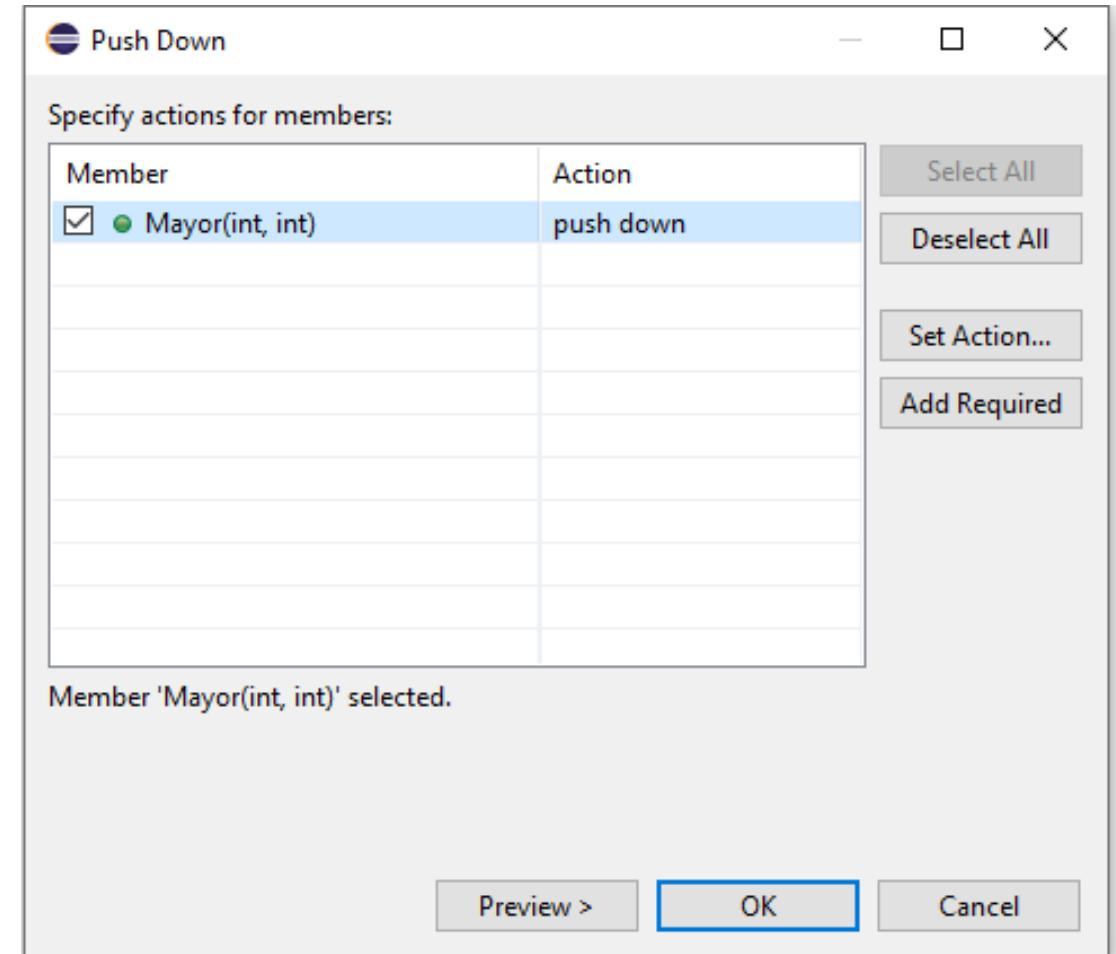 Push Down
Specify actions for members:
Member Action
Mayor(int, int) push down
Select All
Deselect All
Set Action...
Add Required
Member 'Mayor(int, int)' selected.
Preview > OK Cancel